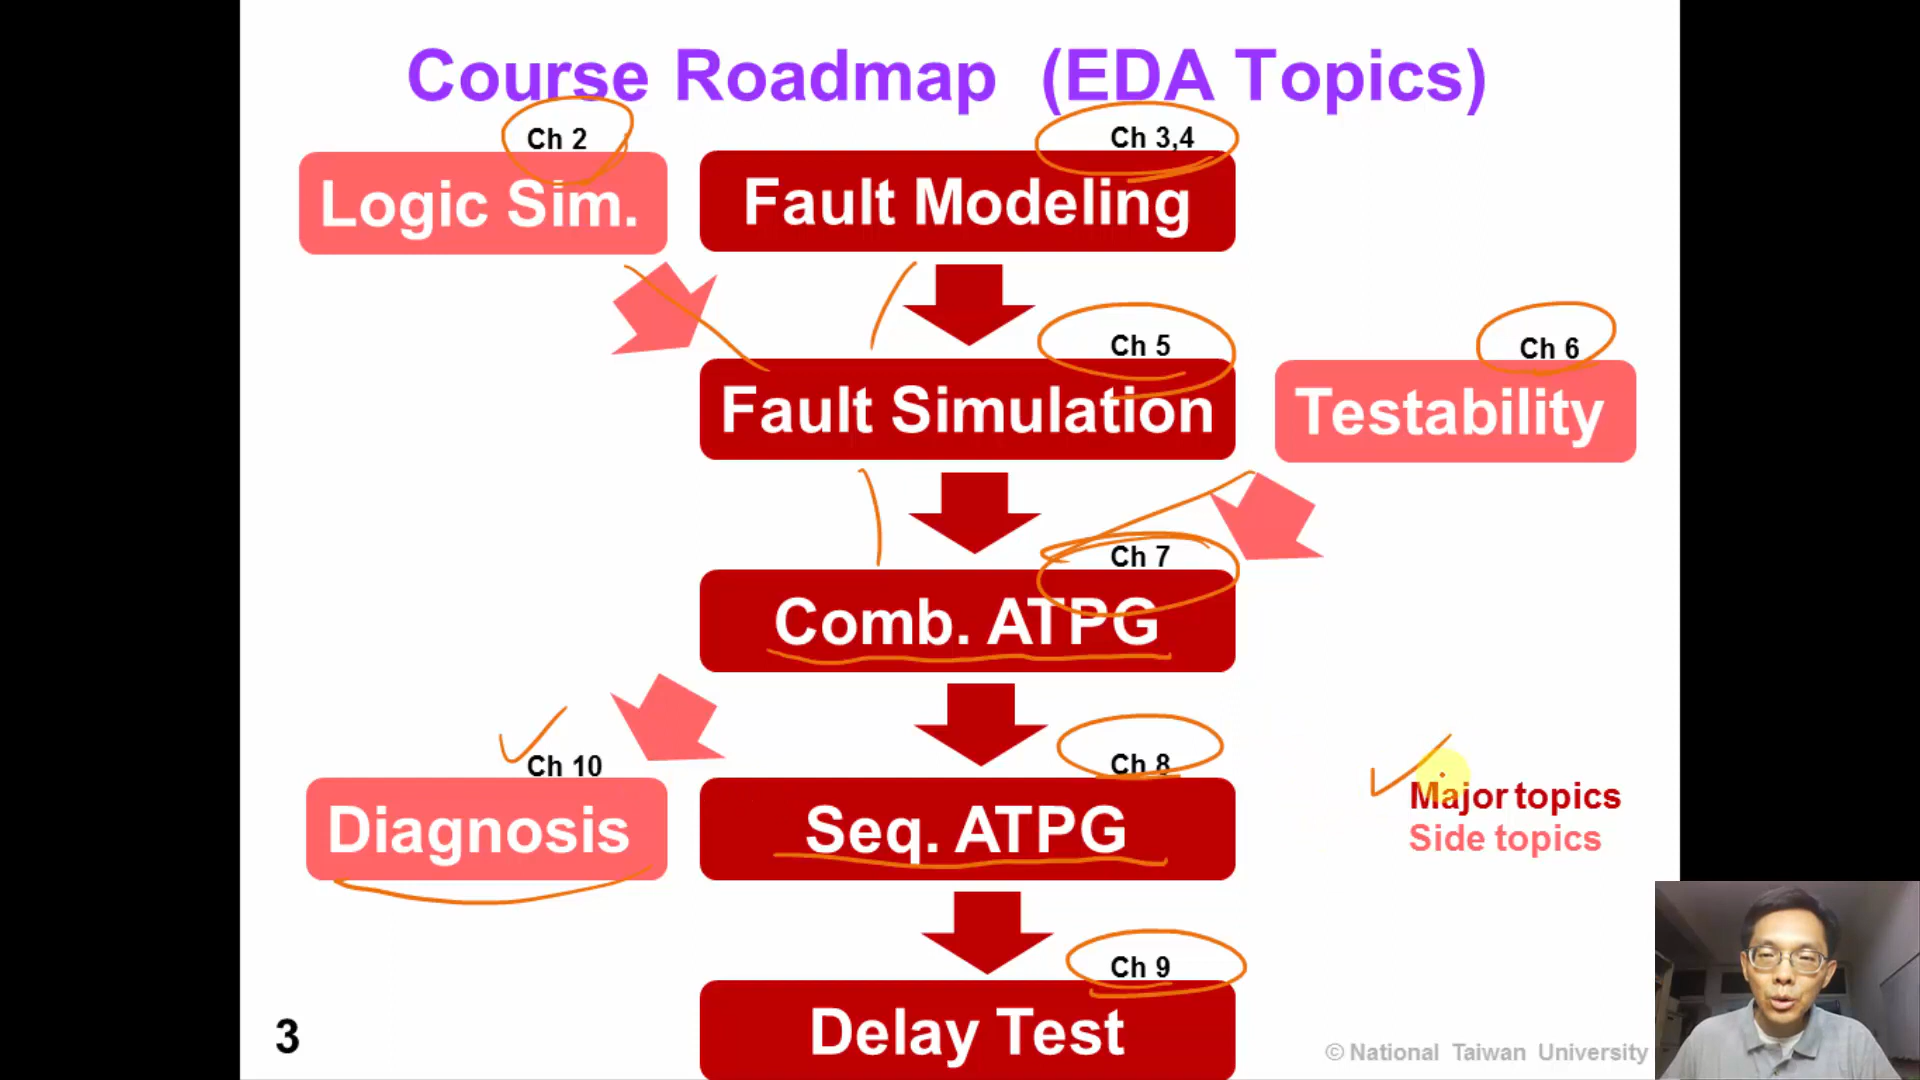 Course Roadmap (EDA Topics)
Ch 2
Ch 3,4
Logic Sim.
Fault Modeling
Ch 5
Ch 6
Fault Simulation
Testability
Ch 7
Comb. ATPG
Ch 10
Ch 8
Diagnosis
Seq. ATPG
Major topics
Side topics
Ch 9
Delay Test
3
© National Taiwan University